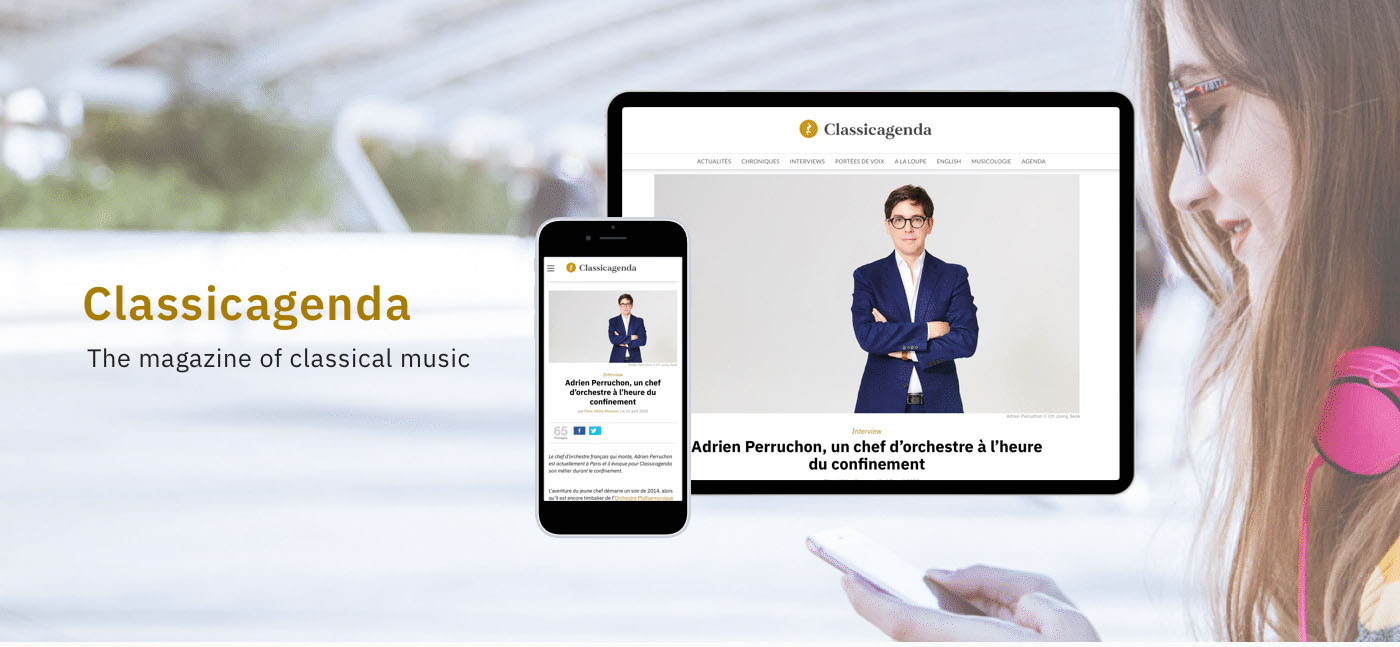 Classicagenda
The magazine of classical music
Classicagenda
ACTUALITÉS CHRONIQUES INTERVIEWS PORTÉES DE VOIX A LA LOUPE ENGLISH MUSICOLOGIE AGENDA
Adrien Perruchon
Interview
Adrien Perruchon, un chef d'orchestre à l'heure
du confinement
Classicagenda
Interview
Adrien Perruchon, un chef
d'orchestre à l'heure du
confinement
65
Le chef d'orchestre français qui monte, Adrien Perruchon
est actuellement à Paris et il évoque pour Classicagenda
son métier durant le confinement.
L'aventure du jeune chef démarre un soir de 2014, alors
qu'il est encore timbalier de l'Orchestre Philharmonique